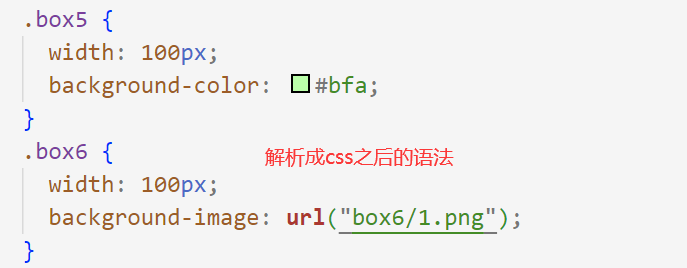 .box5 {
width: 100px;
background-color: #bfa;
}
.box6 {
解析成css之后的语法
width: 100px;
background-image: url("box6/1.png");
}